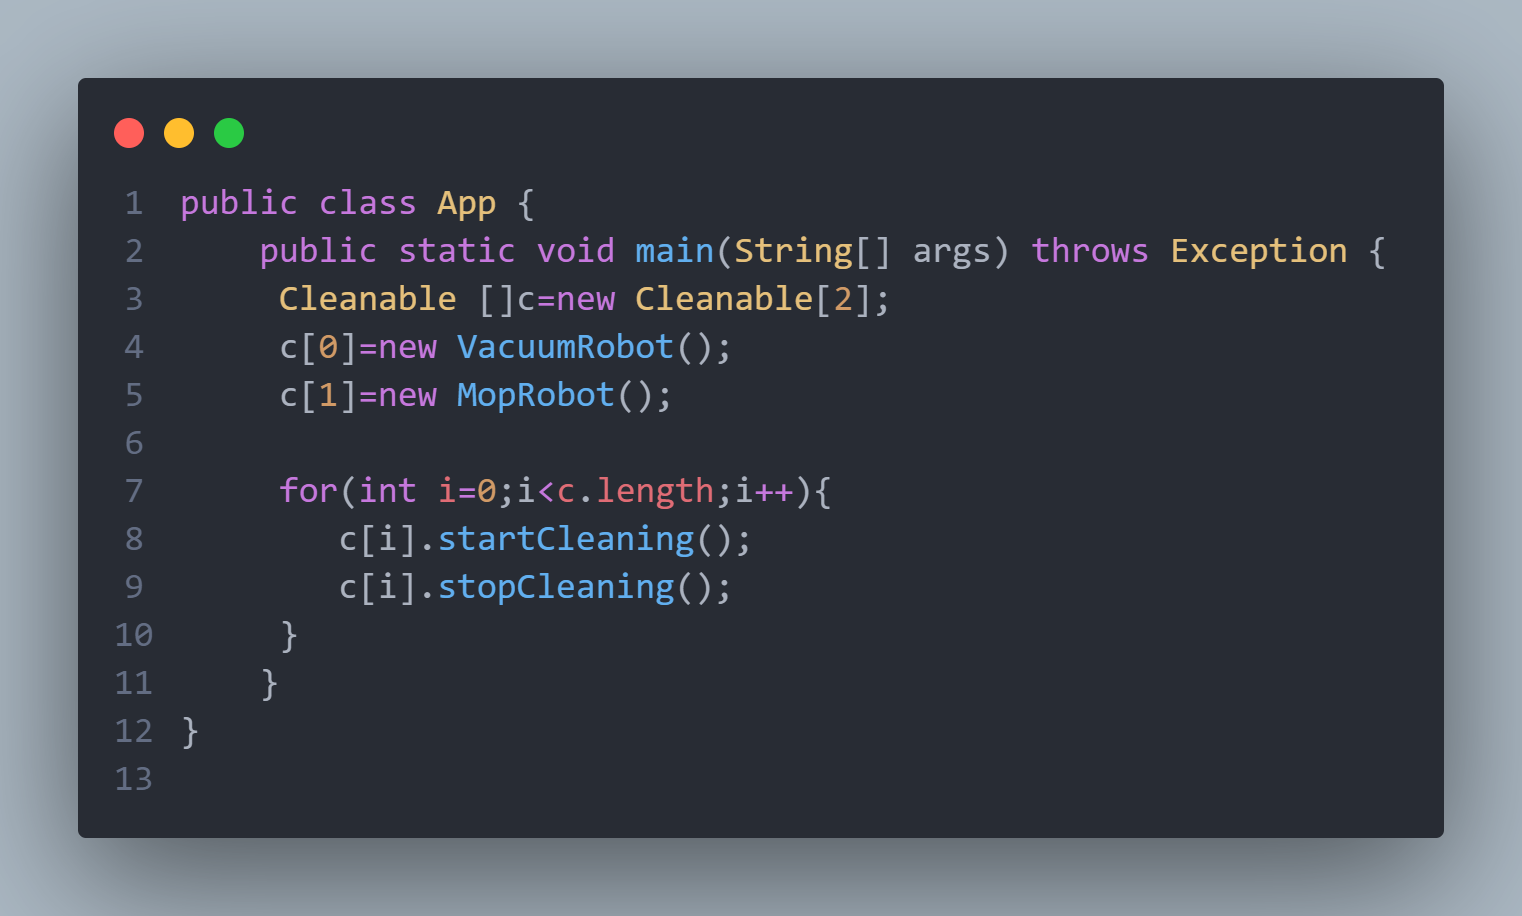 1 public class App {
2     public static void main(String[] args) throws Exception {
3      Cleanable []c=new Cleanable[2];
4      c[0]=new VacuumRobot();
5      c[1]=new MopRobot();
6
7      for(int i=0;i<c.length;i++){
8         c[i].startCleaning();
9         c[i].stopCleaning();
10      }
11     }
12 }
13